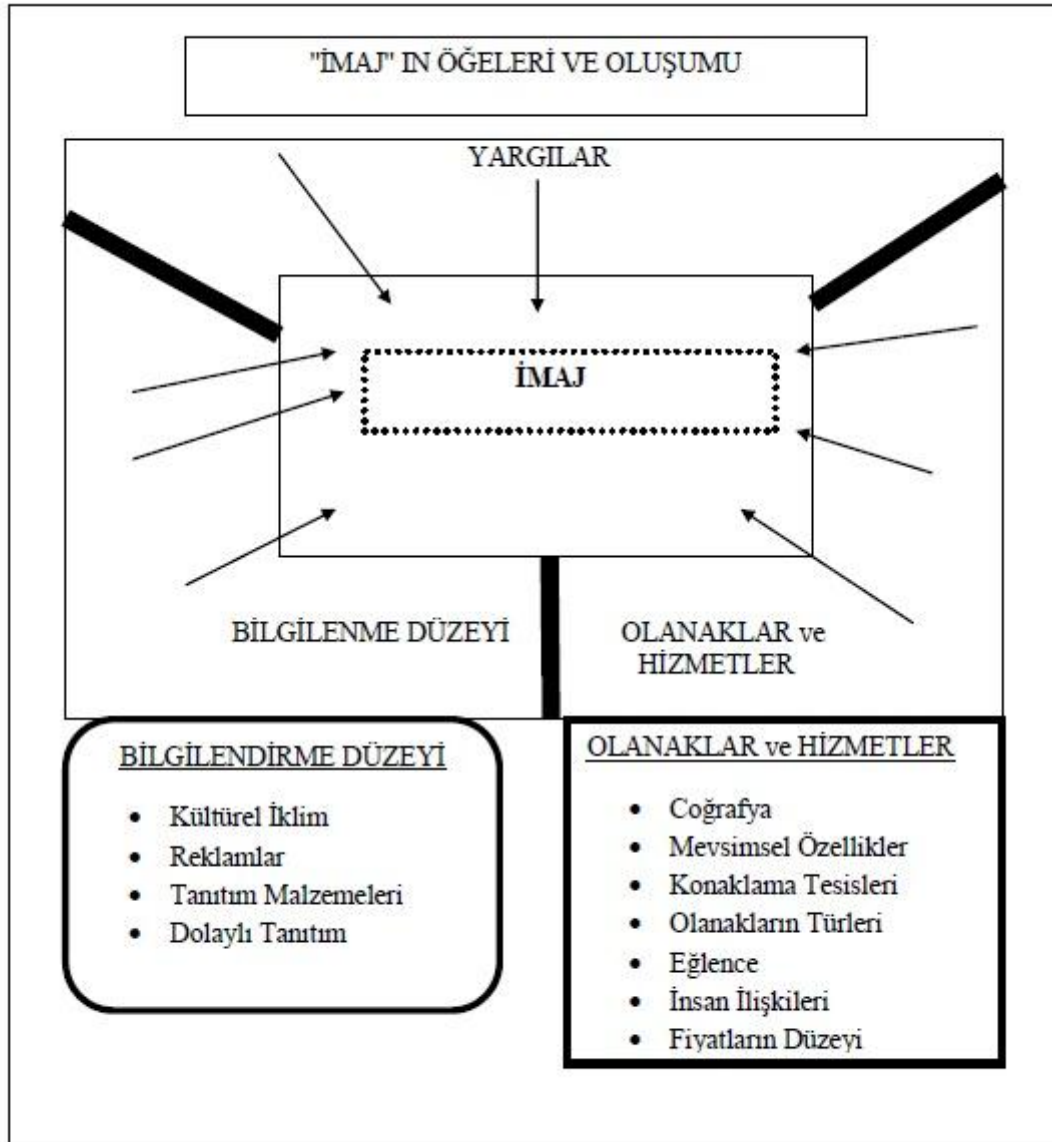 "İMAJ" IN ÖĞELERİ VE OLUŞUMU
YARGILAR
İMAJ
BİLGİLENME DÜZEYİ
OLANAKLAR ve
HİZMETLER
BİLGİLENDİRME DÜZEYİ
• Kültürel İklim
• Reklamlar
• Tanıtım Malzemeleri
• Dolaylı Tanıtım
OLANAKLAR ve HİZMETLER
• Coğrafya
• Mevsimsel Özellikler
• Konaklama Tesisleri
• Olanakların Türleri
• Eğlence
• İnsan İlişkileri
• Fiyatların Düzeyi